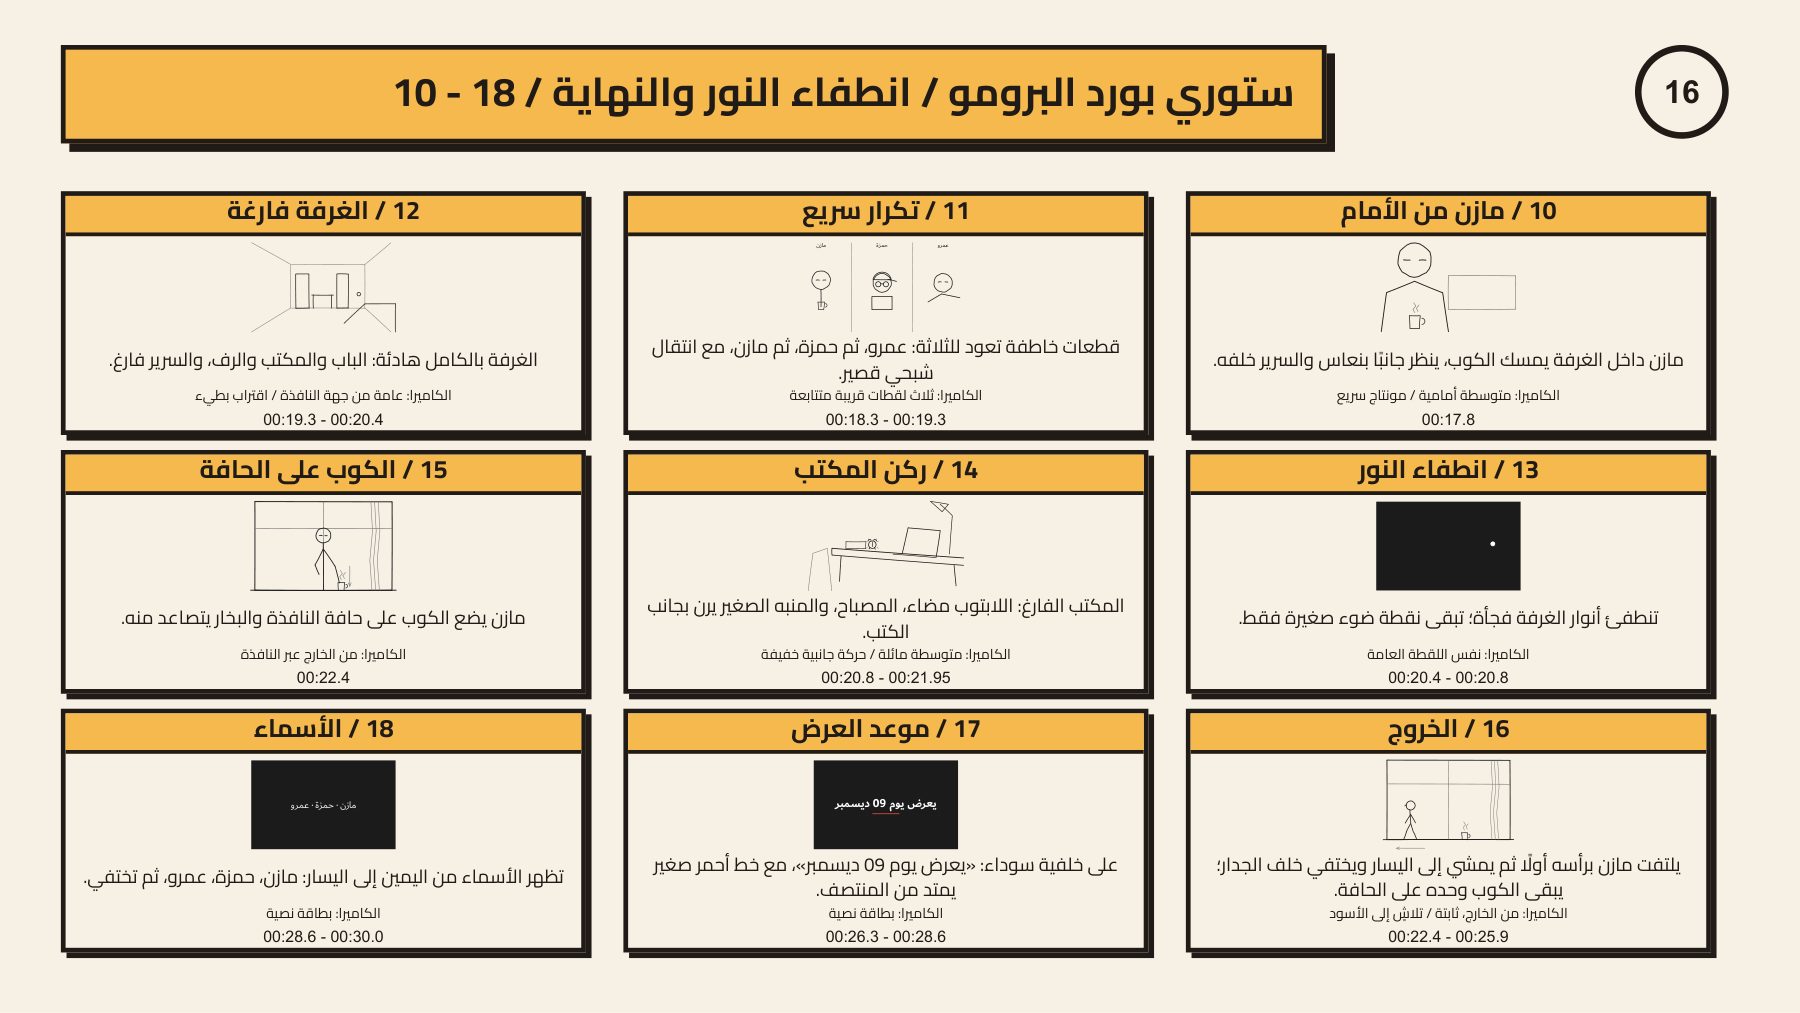 16
ستوري بورد البرومو / انطفاء النور والنهاية / 18 - 10
10 / مازن من الأمام
مازن داخل الغرفة يمسك الكوب، ينظر جانبًا بنعاس والسرير خلفه.
الكاميرا: متوسطة أمامية / مونتاج سريع
00:17.8
11 / تكرار سريع
عمرو
حمزة
مازن
قطعات خاطفة تعود للثلاثة: عمرو، ثم حمزة، ثم مازن، مع انتقال
شبحي قصير.
الكاميرا: ثلاث لقطات قريبة متتابعة
00:18.3 - 00:19.3
12 / الغرفة فارغة
الغرفة بالكامل هادئة: الباب والمكتب والرف، والسرير فارغ.
الكاميرا: عامة من جهة النافذة / اقتراب بطيء
00:19.3 - 00:20.4
13 / انطفاء النور
تنطفئ أنوار الغرفة فجأة؛ تبقى نقطة ضوء صغيرة فقط.
الكاميرا: نفس اللقطة العامة
00:20.4 - 00:20.8
14 / ركن المكتب
المكتب الفارغ: اللابتوب مضاء، المصباح، والمنبه الصغير يرن بجانب
الكتب.
الكاميرا: متوسطة مائلة / حركة جانبية خفيفة
00:20.8 - 00:21.95
15 / الكوب على الحافة
مازن يضع الكوب على حافة النافذة والبخار يتصاعد منه.
الكاميرا: من الخارج عبر النافذة
00:22.4
16 / الخروج
يلتفت مازن برأسه أولًا ثم يمشي إلى اليسار ويختفي خلف الجدار؛
يبقى الكوب وحده على الحافة.
الكاميرا: من الخارج، ثابتة / تلاشٍ إلى الأسود
00:22.4 - 00:25.9
17 / موعد العرض
يعرض يوم 09 ديسمبر
على خلفية سوداء: «يعرض يوم 09 ديسمبر»، مع خط أحمر صغير
يمتد من المنتصف.
الكاميرا: بطاقة نصية
00:26.3 - 00:28.6
18 / الأسماء
مازن · حمزة · عمرو
تظهر الأسماء من اليمين إلى اليسار: مازن، حمزة، عمرو، ثم تختفي.
الكاميرا: بطاقة نصية
00:28.6 - 00:30.0